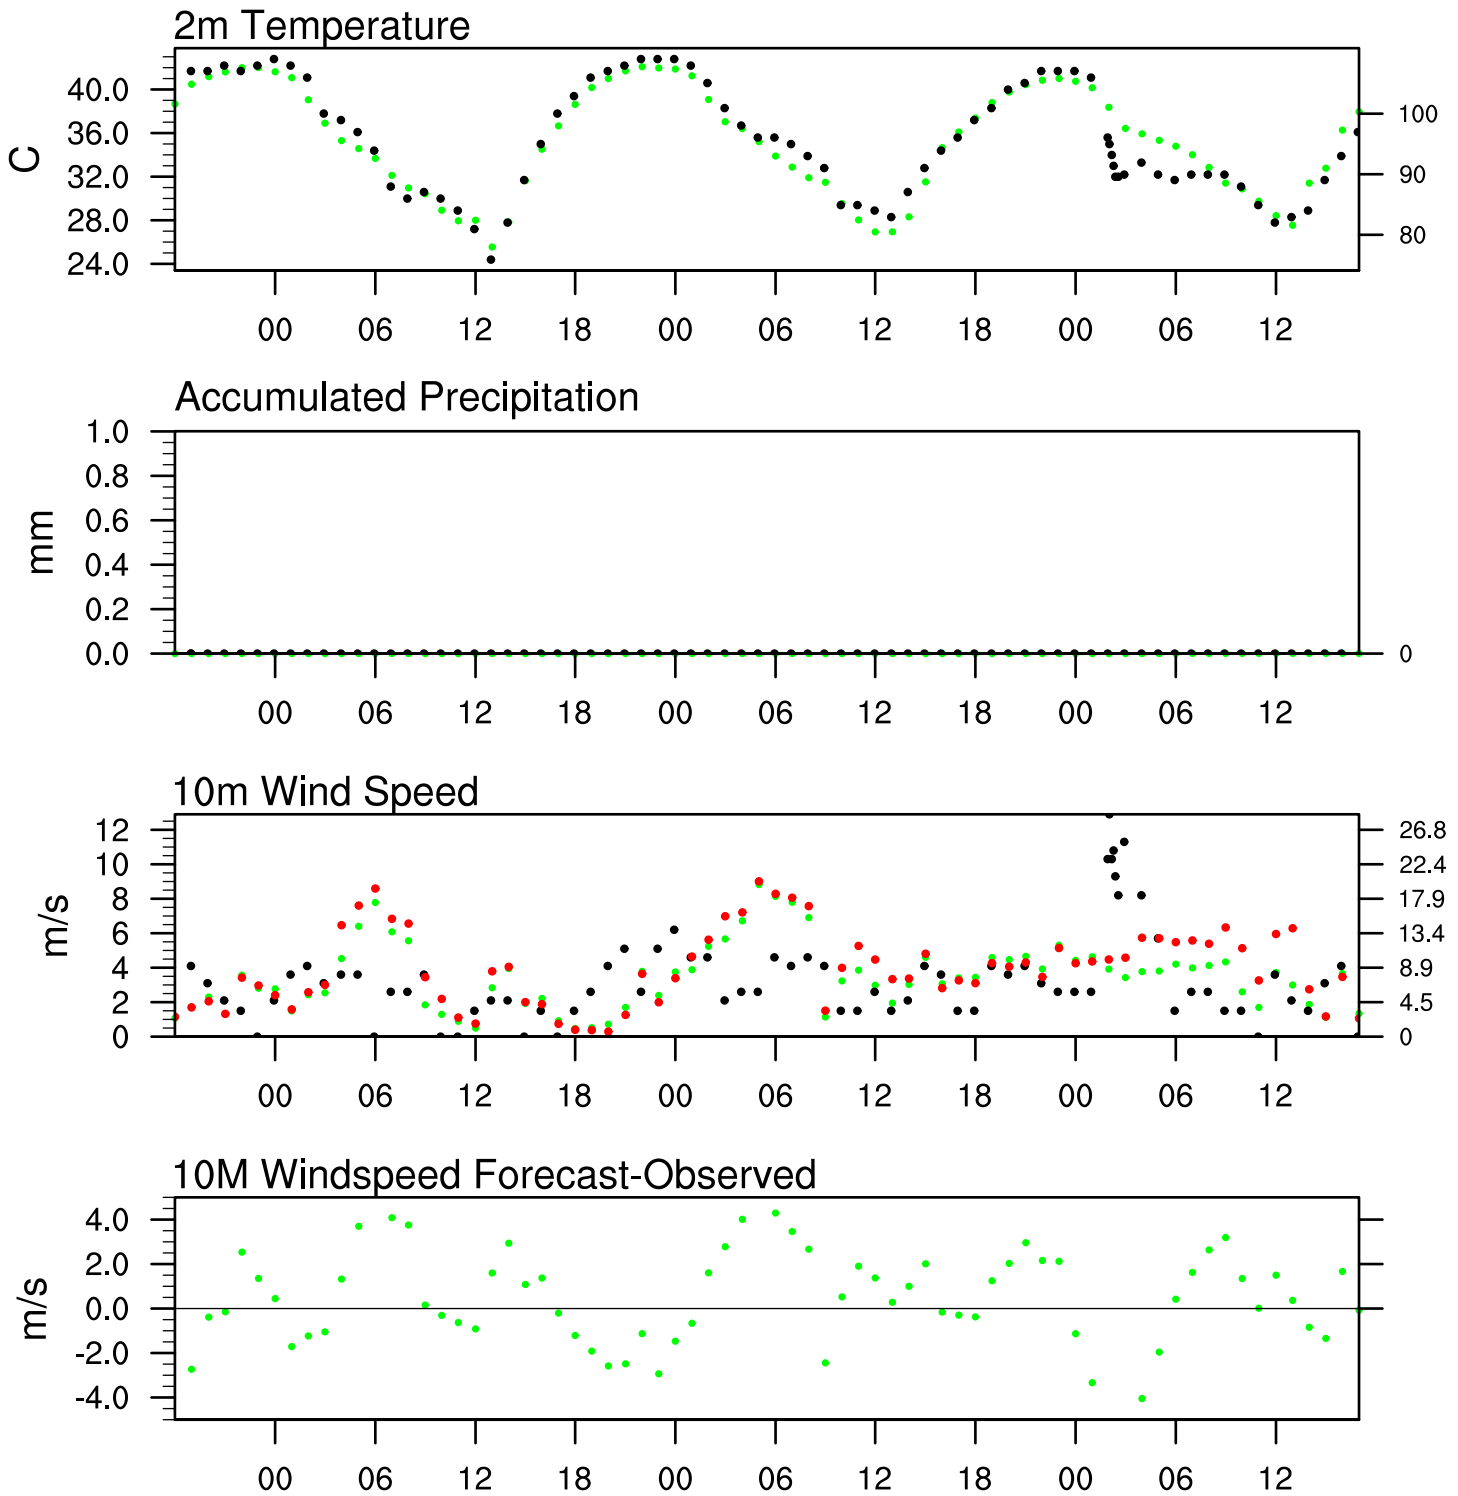 2m Temperature
C
40.0
36.0
32.0
28.0
24.0
100
90
80
00 06 12 18 00 06 12 18 00 06 12
Accumulated Precipitation
mm
1.0
0.8
0.6
0.4
0.2
0.0
0
00 06 12 18 00 06 12 18 00 06 12
10m Wind Speed
m/s
12
10
8
6
4
2
0
26.8
22.4
17.9
13.4
8.9
4.5
0
00 06 12 18 00 06 12 18 00 06 12
10M Windspeed Forecast-Observed
m/s
4.0
2.0
0.0
-2.0
-4.0
00 06 12 18 00 06 12 18 00 06 12